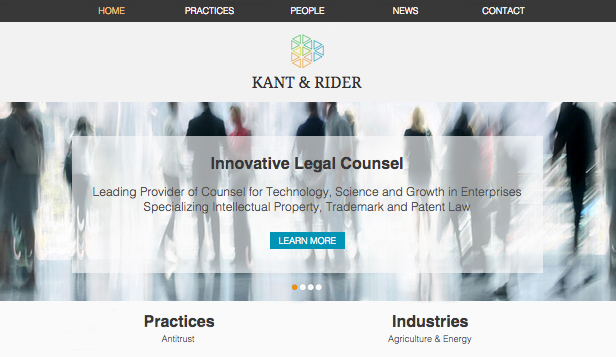 HOME PRACTICES PEOPLE NEWS CONTACT
KANT & RIDER
Innovative Legal Counsel
Leading Provider of Counsel for Technology, Science and Growth in Enterprises
Specializing Intellectual Property, Trademark and Patent Law
LEARN MORE
Practices Industries
Antitrust Agriculture & Energy